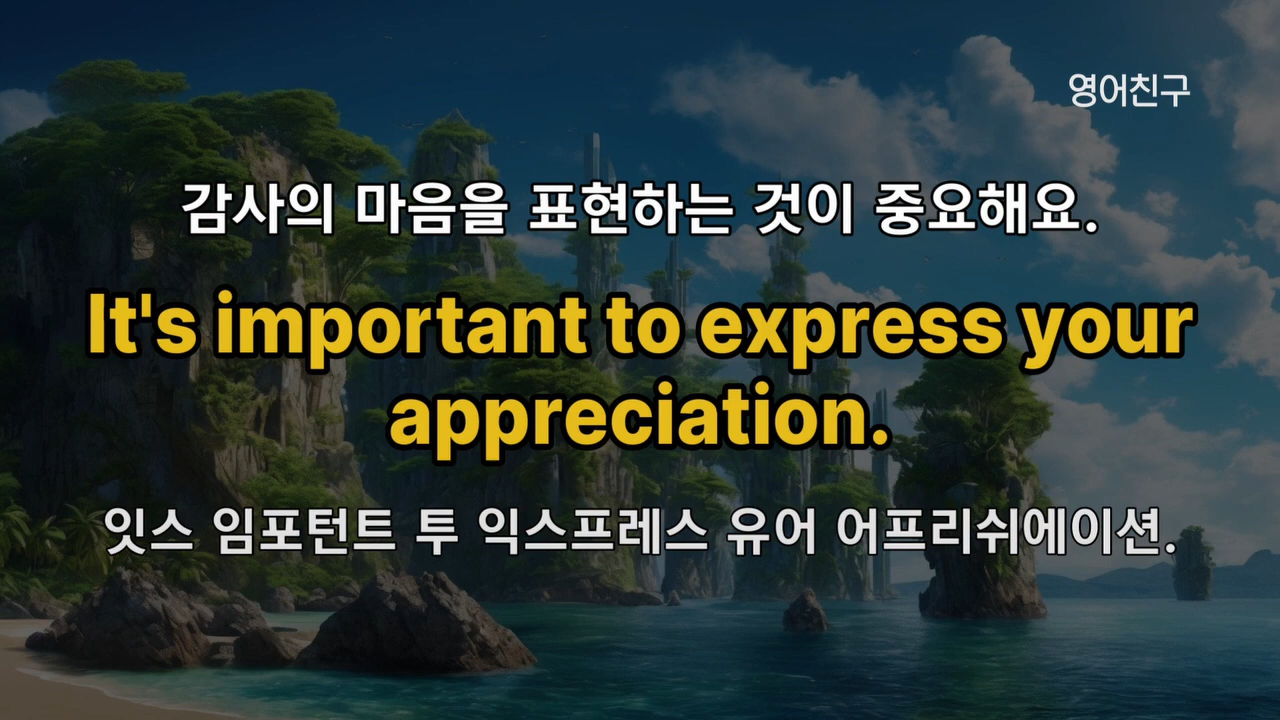 영어친구
감사의 마음을 표현하는 것이 중요해요.
It's important to express your
appreciation.
잇스 임포턴트 투 익스프레스 유어 어프리쉬에이션.